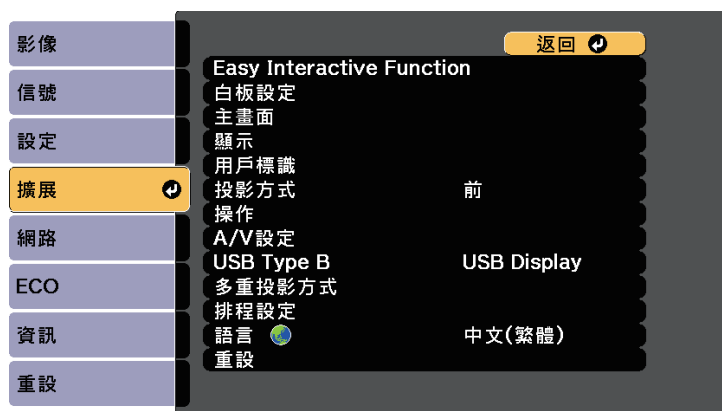 影像
信號
設定
擴展
網路
ECO
資訊
重設
返回
Easy Interactive Function
白板設定
主畫面
顯示
用戶標識
投影方式 前
操作
A/V設定
USB Type B USB Display
多重投影方式
排程設定
語言 中文(繁體)
重設